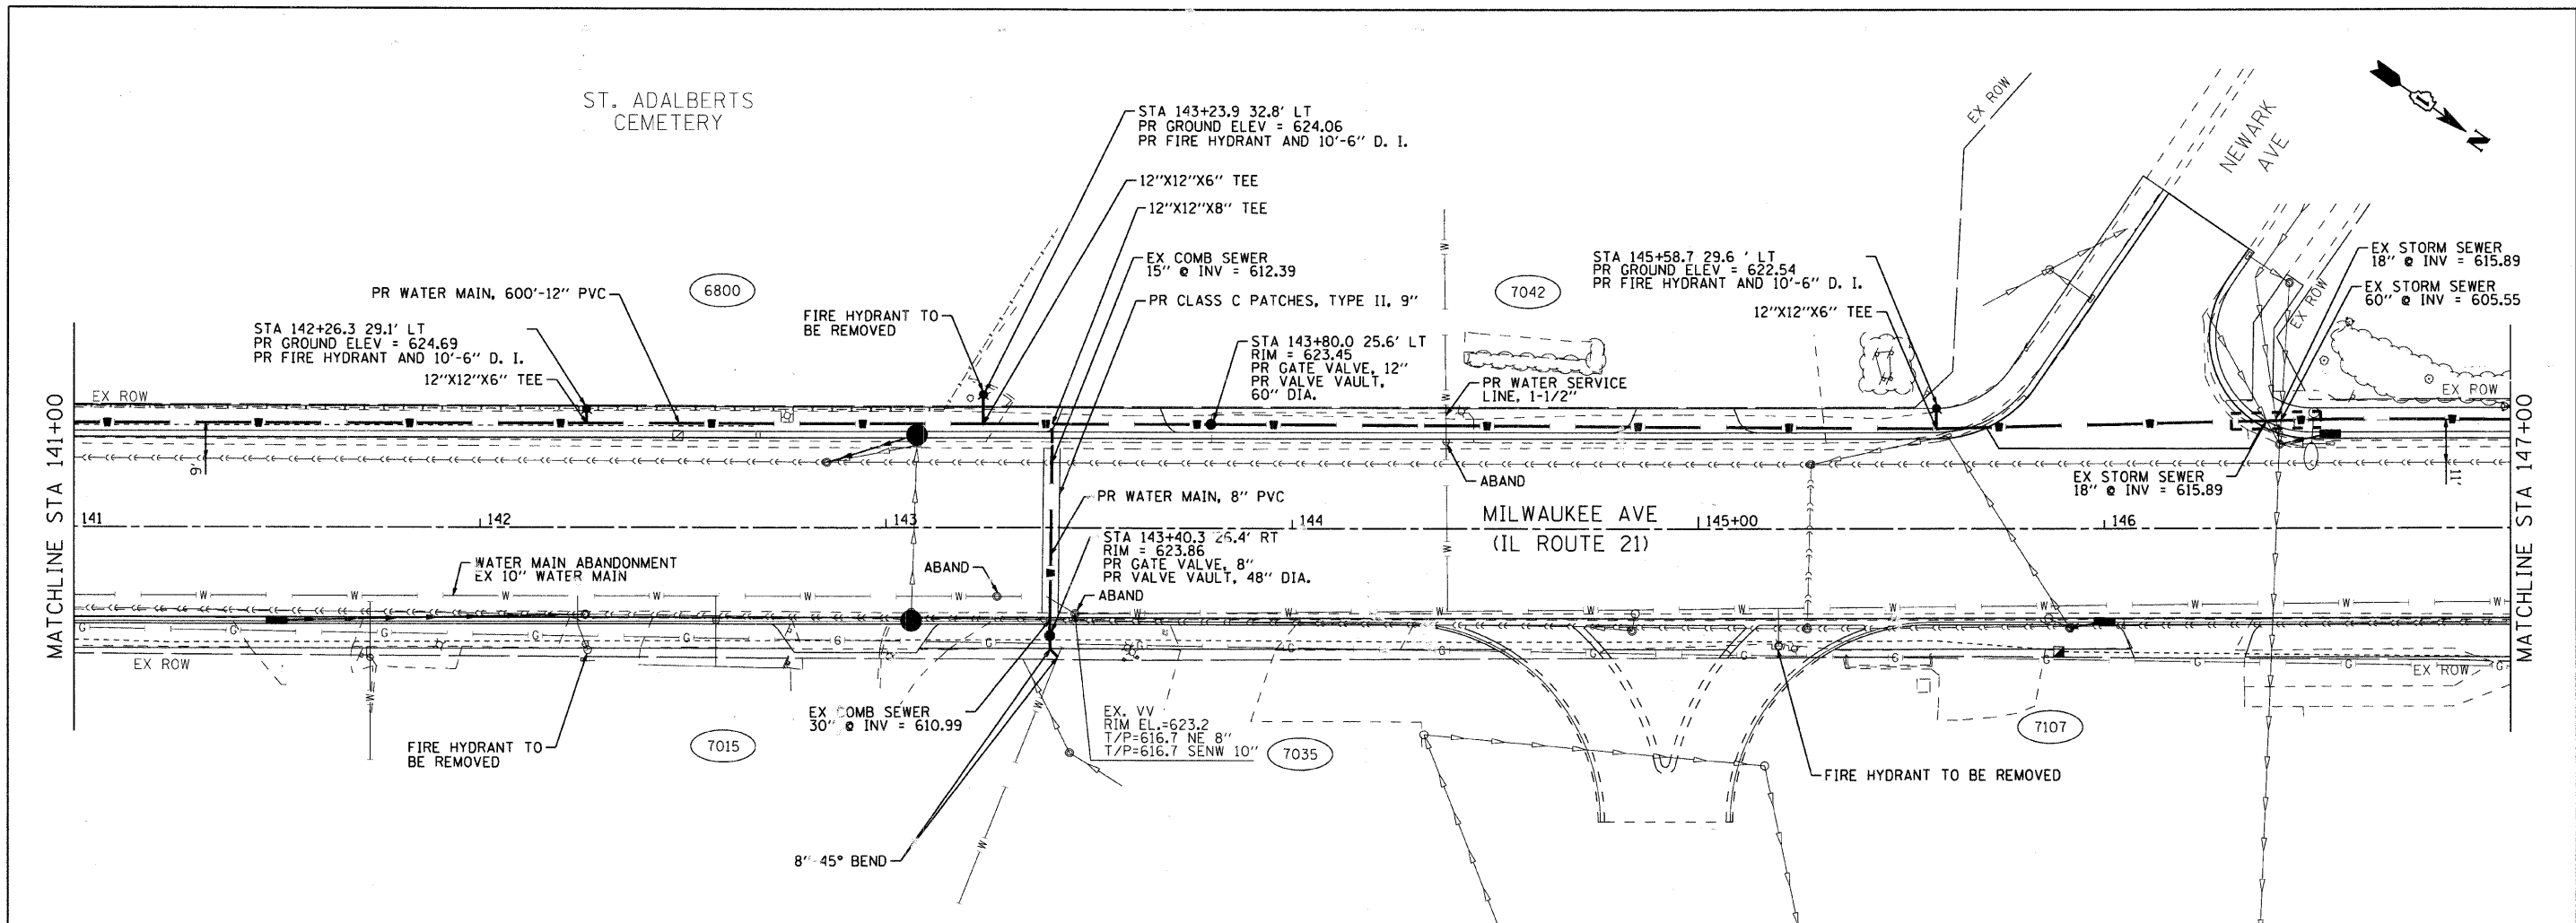 ST. ADALBERTS
CEMETERY
STA 143+23.9 32.8' LT
PR GROUND ELEV = 624.06
PR FIRE HYDRANT AND 10'-6" D. I.
12"X12"X6" TEE
12"X12"X8" TEE
EX COMB SEWER
15" @ INV = 612.39
PR CLASS C PATCHES, TYPE II, 9"
EX ROW
NEWARK
AVE
N
EX STORM SEWER
18" @ INV = 615.89
EX STORM SEWER
60" @ INV = 605.55
EX ROW
STA 145+58.7 29.6 ' LT
PR GROUND ELEV = 622.54
PR FIRE HYDRANT AND 10'-6" D. I.
12"X12"X6" TEE
6800
7042
PR WATER MAIN, 600'-12" PVC
FIRE HYDRANT TO
BE REMOVED
STA 142+26.3 29.1' LT
PR GROUND ELEV = 624.69
PR FIRE HYDRANT AND 10'-6" D. I.
12"X12"X6" TEE
STA 143+80.0 25.6' LT
RIM = 623.45
PR GATE VALVE, 12"
PR VALVE VAULT,
60" DIA.
PR WATER SERVICE
LINE, 1-1/2"
EX ROW
EX ROW
MATCHLINE STA 141+00
MATCHLINE STA 147+00
9'
11'
ABAND
EX STORM SEWER
18" @ INV = 615.89
PR WATER MAIN, 8" PVC
141
142
143
144
145+00
146
MILWAUKEE AVE
(IL ROUTE 21)
STA 143+40.3 26.4' RT
RIM = 623.86
PR GATE VALVE, 8"
PR VALVE VAULT, 48" DIA.
WATER MAIN ABANDONMENT
EX 10" WATER MAIN
ABAND
ABAND
W W W W W W W W W W W W W W
G G G G G G G G G G G G G G
EX ROW
EX ROW
EX COMB SEWER
30" @ INV = 610.99
EX. VV
RIM EL.=623.2
T/P=616.7 NE 8"
T/P=616.7 SENW 10"
FIRE HYDRANT TO
BE REMOVED
7015
7035
7107
FIRE HYDRANT TO BE REMOVED
8"-45° BEND